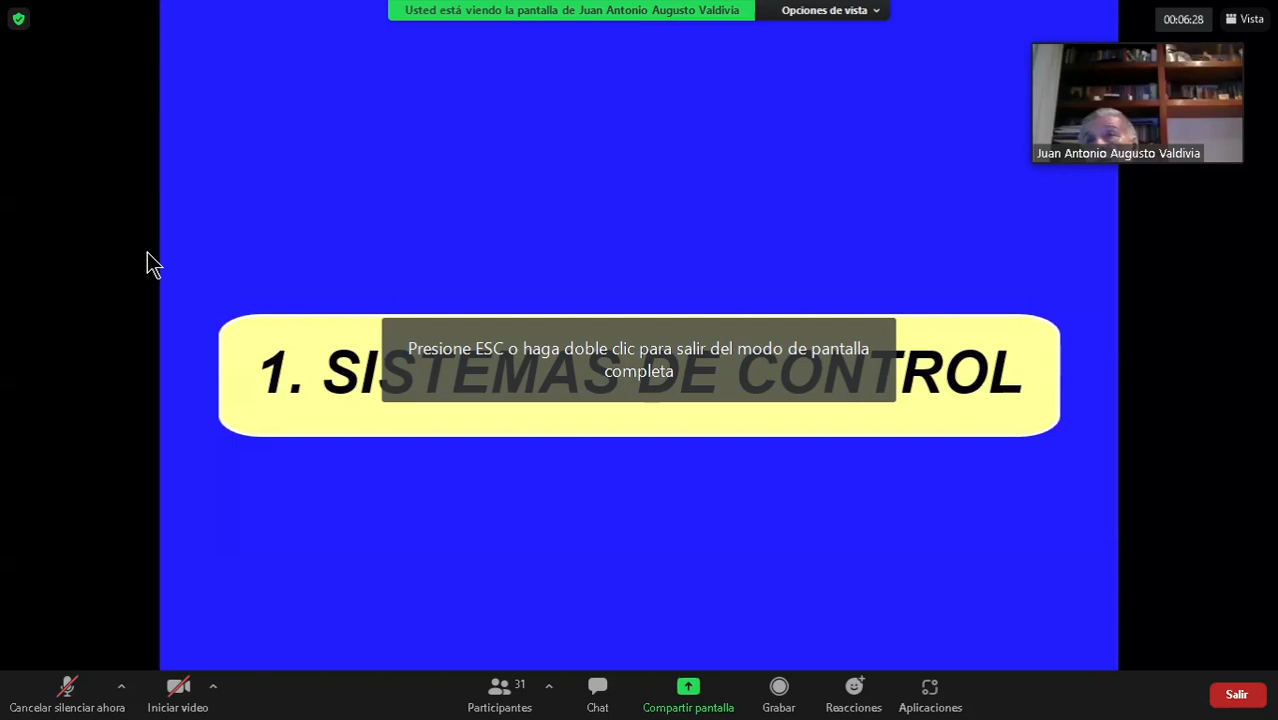 Usted está viendo la pantalla de Juan Antonio Augusto Valdivia
Opciones de vista
00:06:28
Vista
Juan Antonio Augusto Valdivia
1. SISTEMAS DE CONTROL
Presione ESC o haga doble clic para salir del modo de pantalla
completa
Cancelar silenciar ahora
Iniciar video
31
Participantes
Chat
Compartir pantalla
Grabar
Reacciones
Aplicaciones
Salir